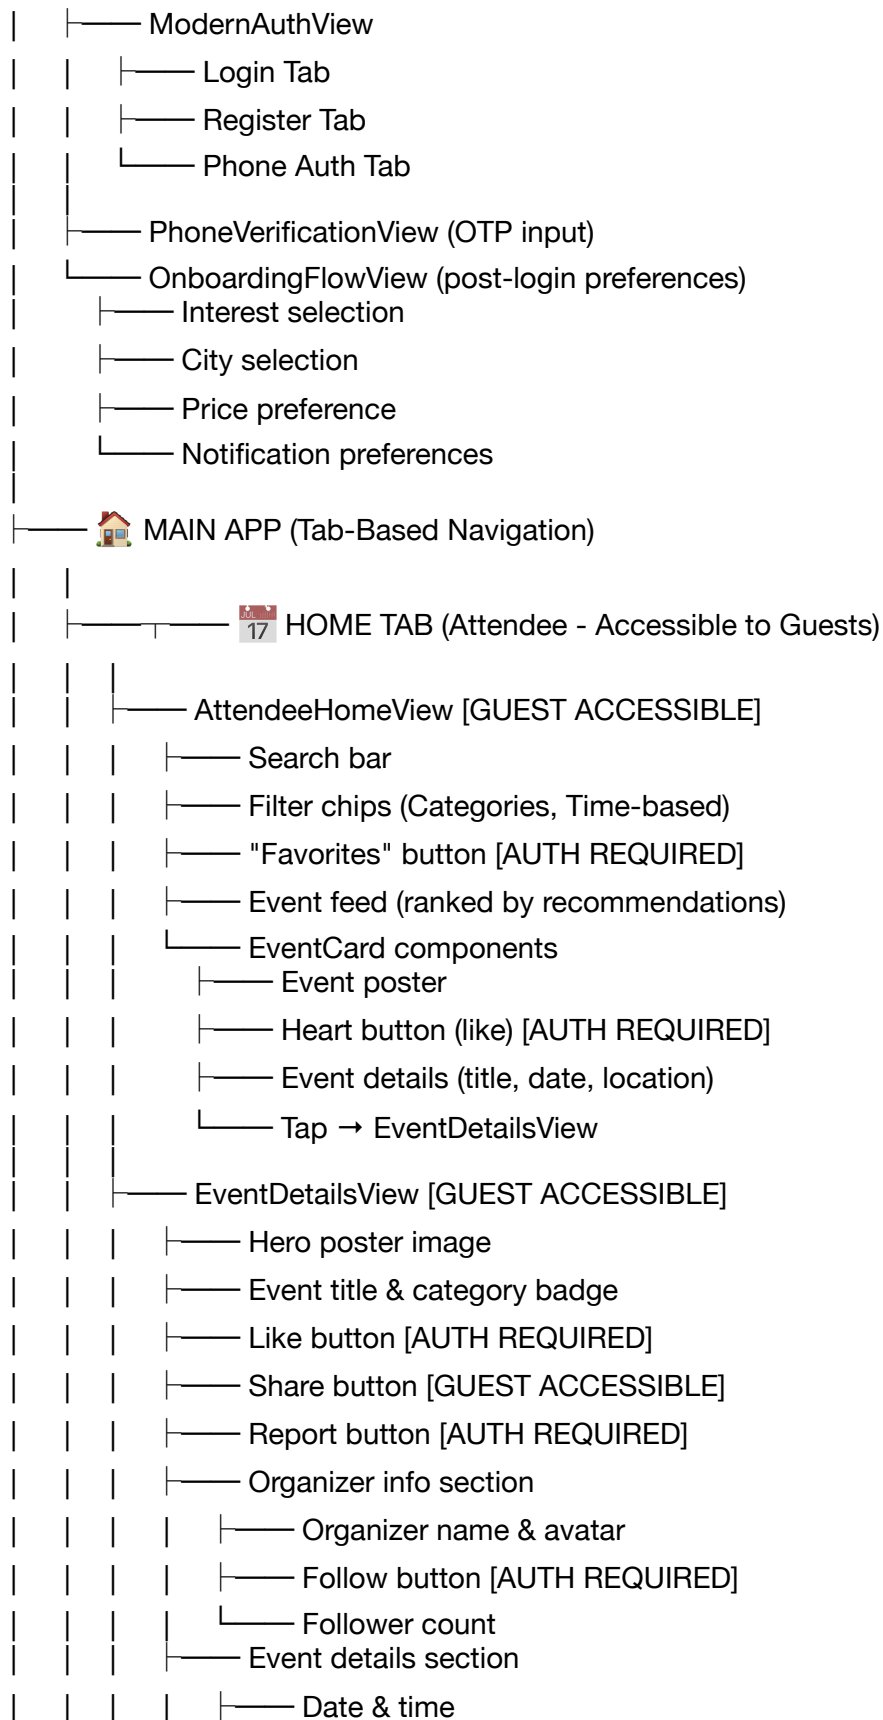 ModernAuthView
Login Tab
Register Tab
Phone Auth Tab
PhoneVerificationView (OTP input)
OnboardingFlowView (post-login preferences)
Interest selection
City selection
Price preference
Notification preferences
🏠 MAIN APP (Tab-Based Navigation)
📅 HOME TAB (Attendee - Accessible to Guests)
AttendeeHomeView [GUEST ACCESSIBLE]
Search bar
Filter chips (Categories, Time-based)
"Favorites" button [AUTH REQUIRED]
Event feed (ranked by recommendations)
EventCard components
Event poster
Heart button (like) [AUTH REQUIRED]
Event details (title, date, location)
Tap → EventDetailsView
EventDetailsView [GUEST ACCESSIBLE]
Hero poster image
Event title & category badge
Like button [AUTH REQUIRED]
Share button [GUEST ACCESSIBLE]
Report button [AUTH REQUIRED]
Organizer info section
Organizer name & avatar
Follow button [AUTH REQUIRED]
Follower count
Event details section
Date & time